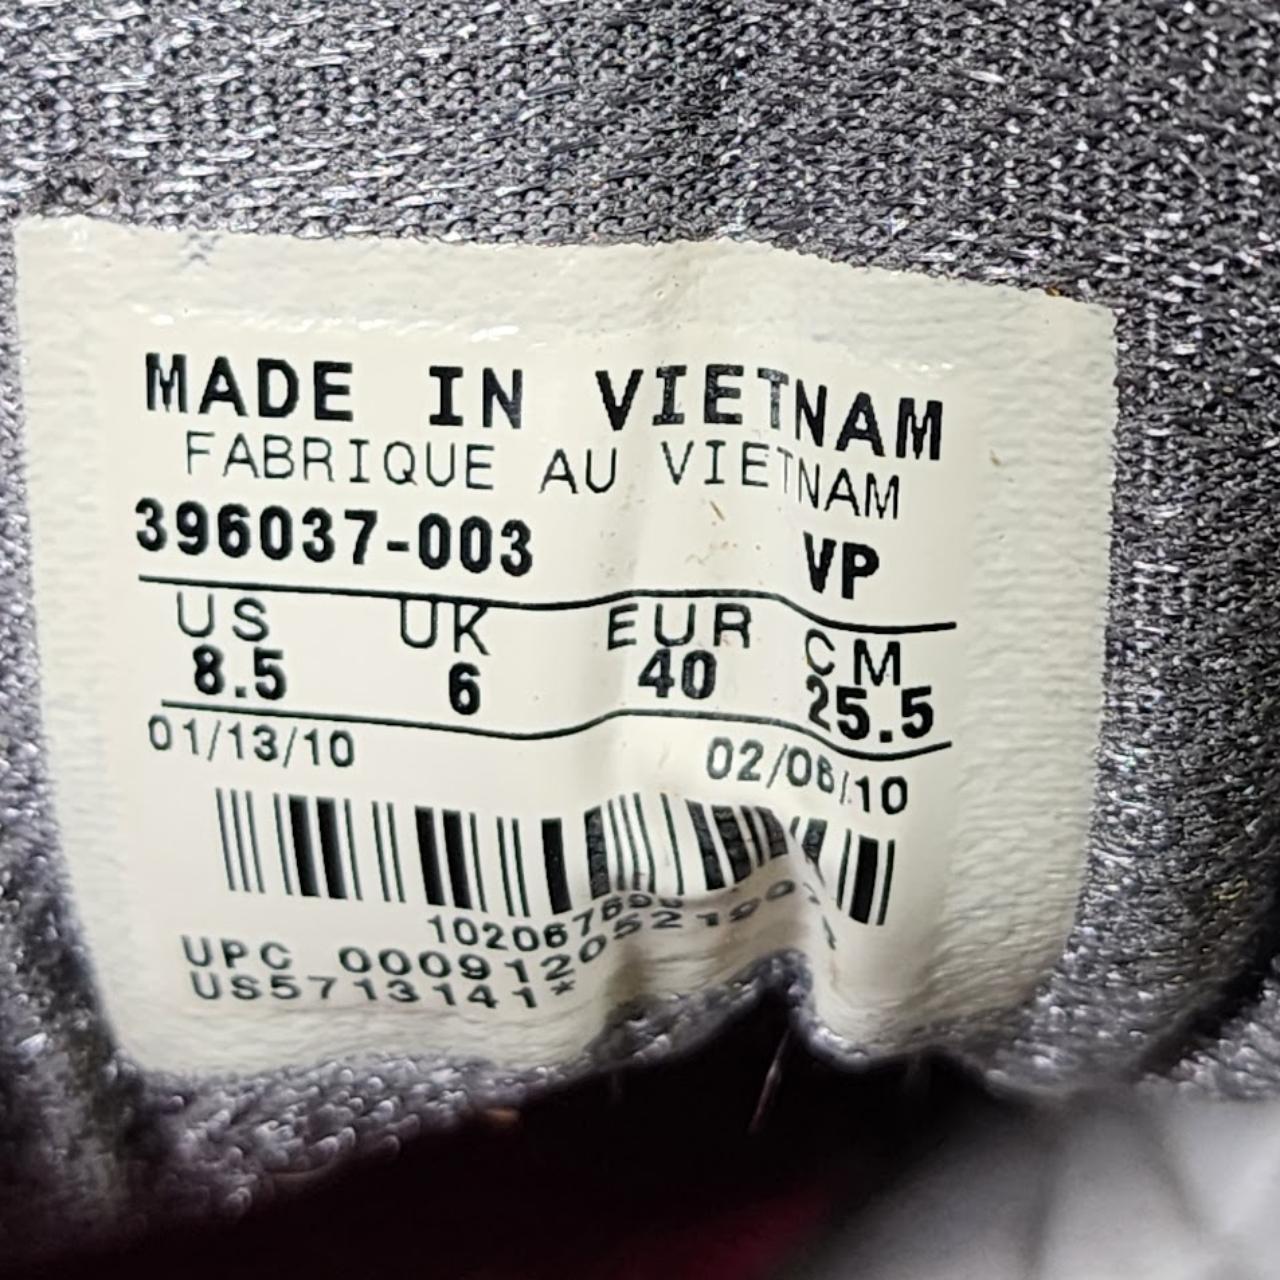 MADE IN VIETNAM
FABRIQUE AU VIETNAM
396037-003 VP
US UK EUR CM
8.5 6 40 25.5
01/13/10 02/06/10
UPC
US5713141*